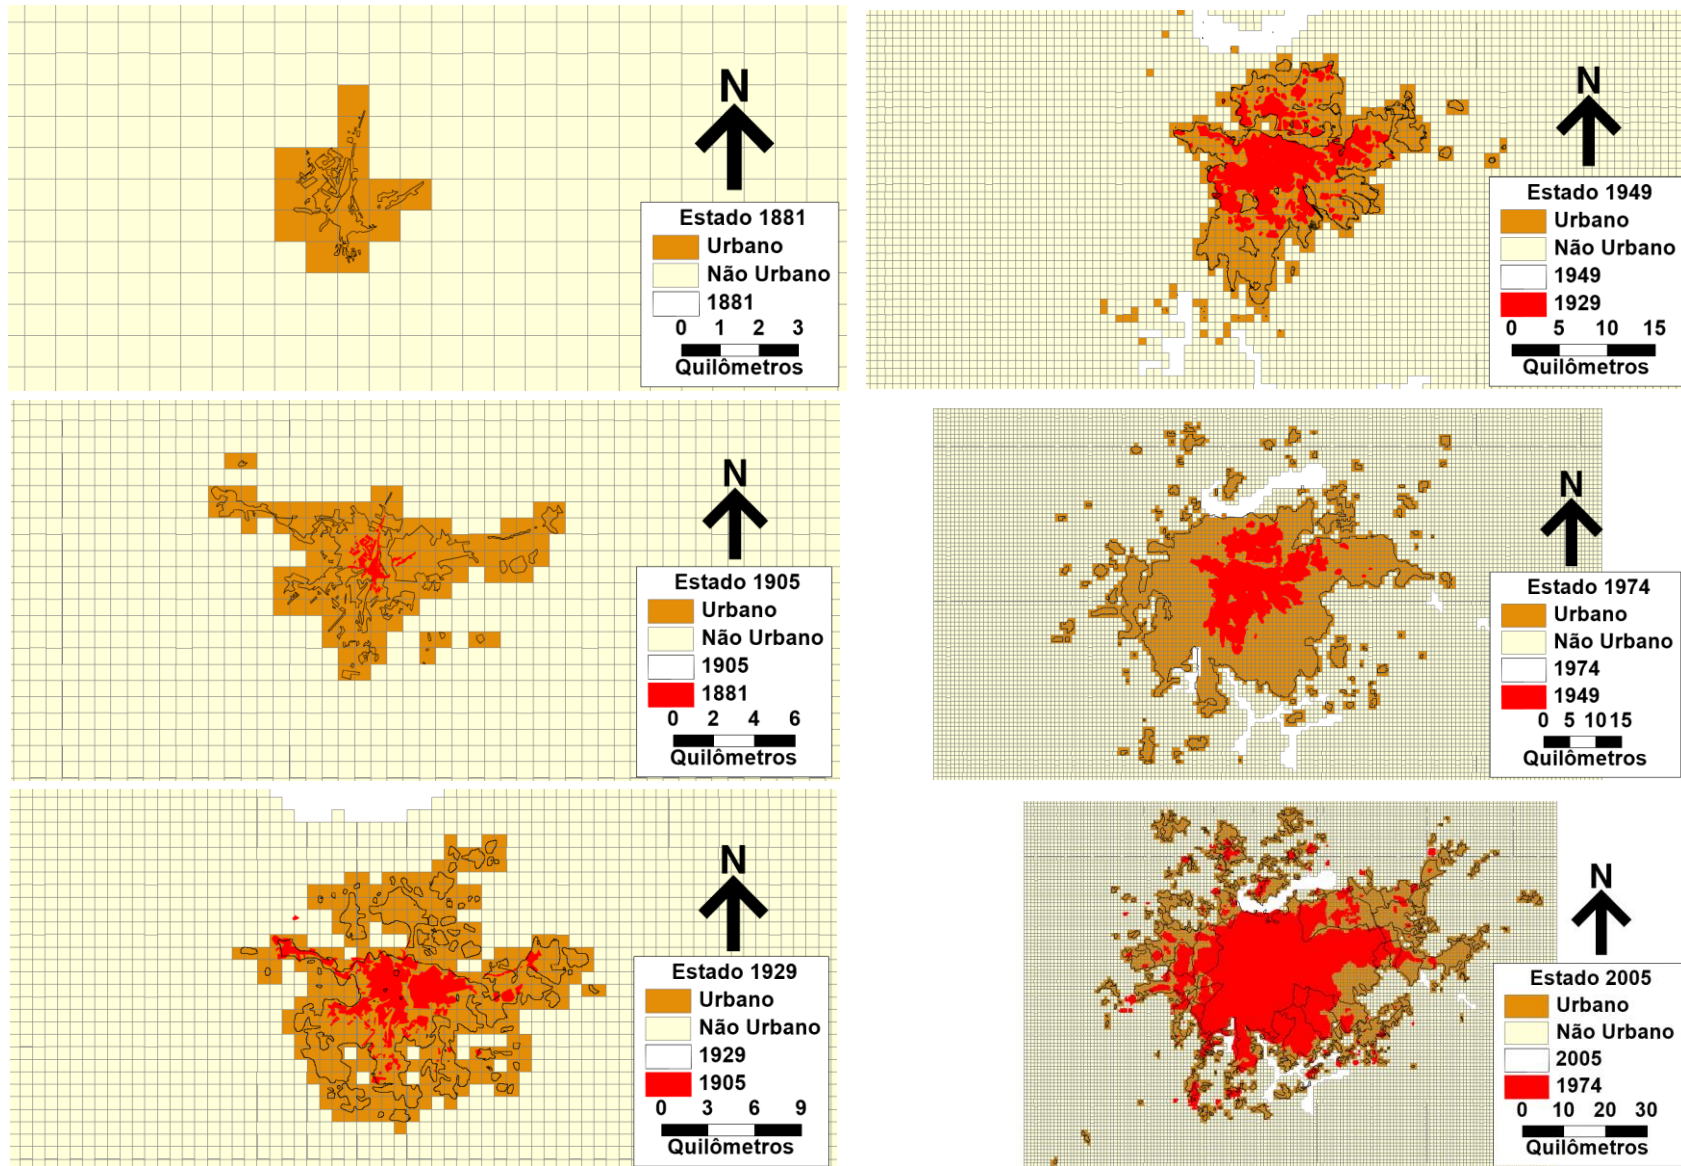 N
Estado 1881
Urbano
Não Urbano
1881
0 1 2 3
Quilômetros
N
Estado 1905
Urbano
Não Urbano
1905
1881
0 2 4 6
Quilômetros
N
Estado 1929
Urbano
Não Urbano
1929
1905
0 3 6 9
Quilômetros
N
Estado 1949
Urbano
Não Urbano
1949
1929
0 5 10 15
Quilômetros
N
Estado 1974
Urbano
Não Urbano
1974
1949
0 5 10 15
Quilômetros
N
Estado 2005
Urbano
Não Urbano
2005
1974
0 10 20 30
Quilômetros